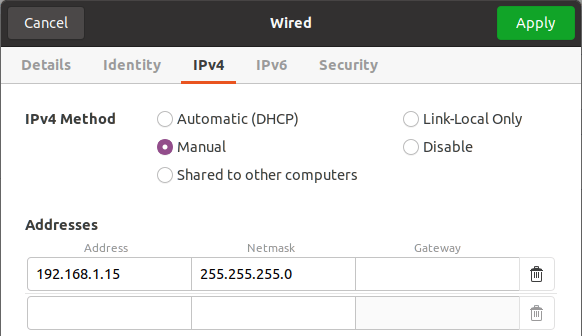 Cancel Wired Apply
Details Identity IPv4 IPv6 Security
IPv4 Method Automatic (DHCP) Link-Local Only
Manual Disable
Shared to other computers
Addresses
Address Netmask Gateway
192.168.1.15 255.255.255.0